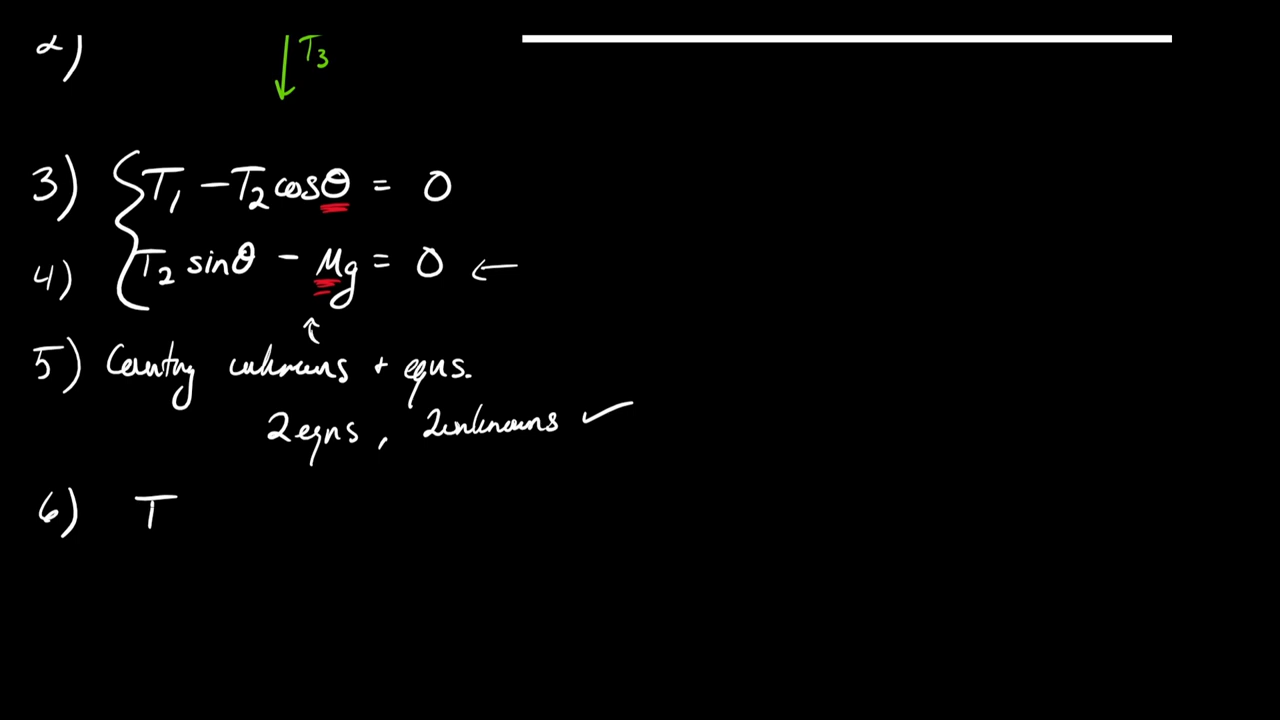 2)
T₃
3) { T₁ – T₂ cosθ = 0
4) T₂ sinθ – Mg = 0 ←
5) Counting unknowns + eqns.
2 eqns, 2 unknowns ✓
6) T